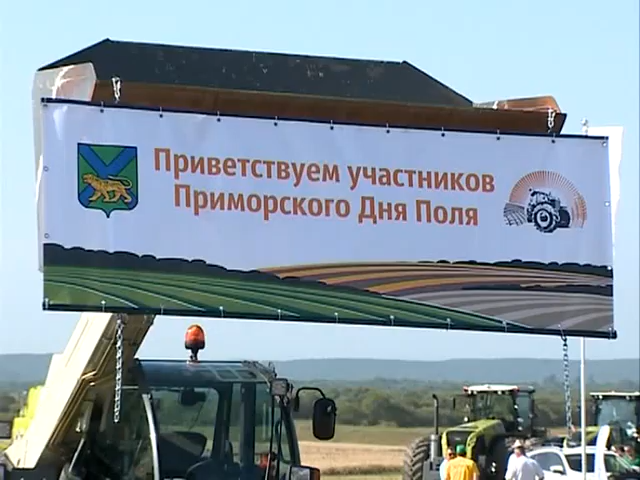 Приветствуем участников
Приморского Дня Поля